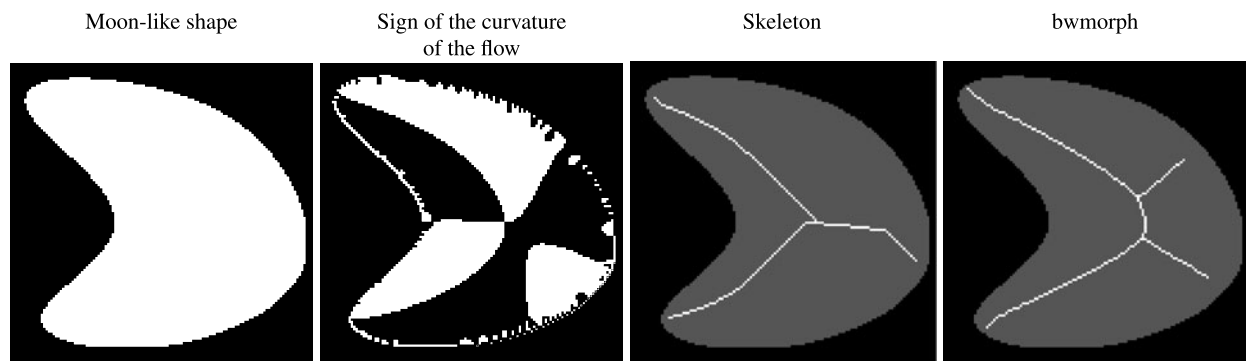 Moon-like shape
Sign of the curvature
of the flow
Skeleton
bwmorph